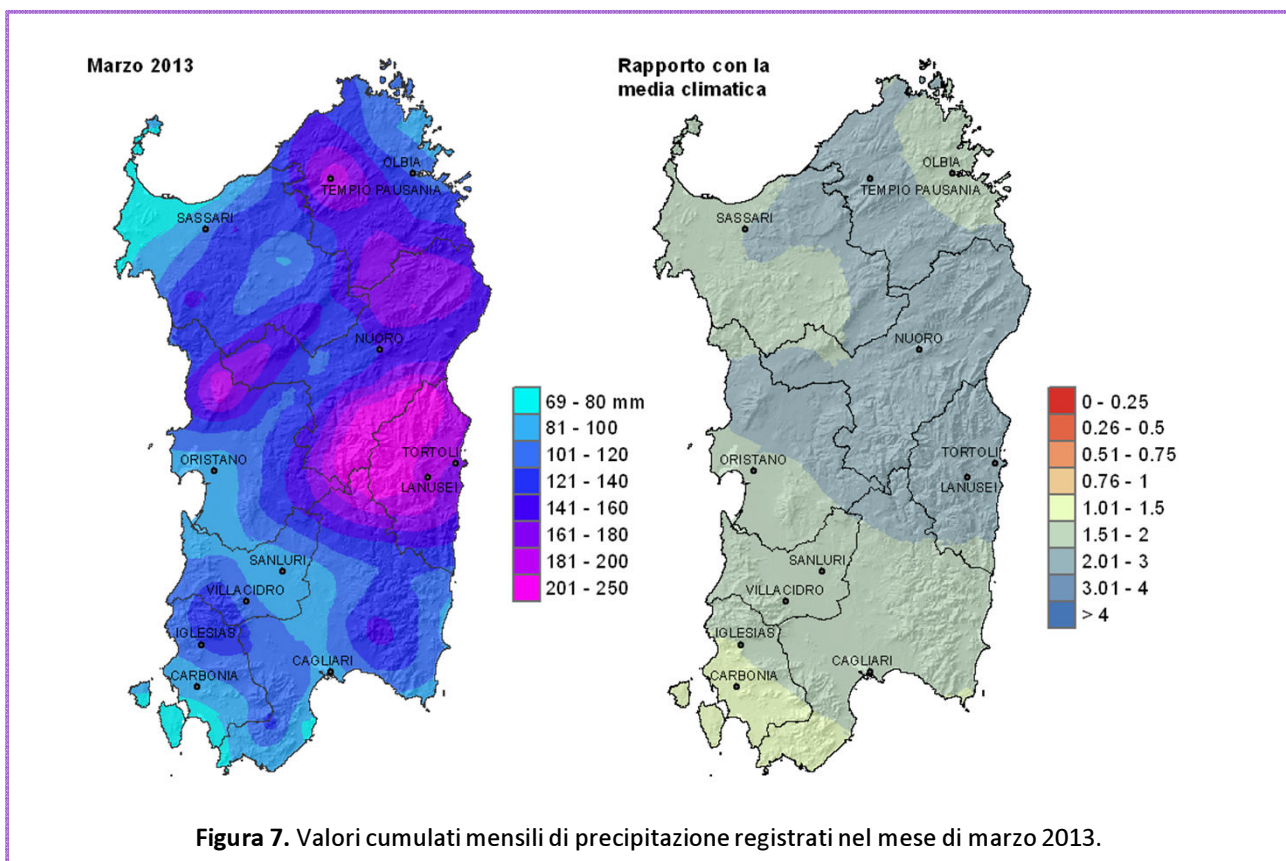 Marzo 2013
OLBIA
TEMPIO PAUSANIA
SASSARI
NUORO
ORISTANO
TORTOLI
LANUSEI
SANLURI
VILLACIDRO
IGLESIAS
CAGLIARI
CARBONIA
69 - 80 mm
81 - 100
101 - 120
121 - 140
141 - 160
161 - 180
181 - 200
201 - 250
Rapporto con la
media climatica
OLBIA
TEMPIO PAUSANIA
SASSARI
NUORO
ORISTANO
TORTOLI
LANUSEI
SANLURI
VILLACIDRO
IGLESIAS
CAGLIARI
CARBONIA
0 - 0.25
0.26 - 0.5
0.51 - 0.75
0.76 - 1
1.01 - 1.5
1.51 - 2
2.01 - 3
3.01 - 4
> 4
Figura 7. Valori cumulati mensili di precipitazione registrati nel mese di marzo 2013.